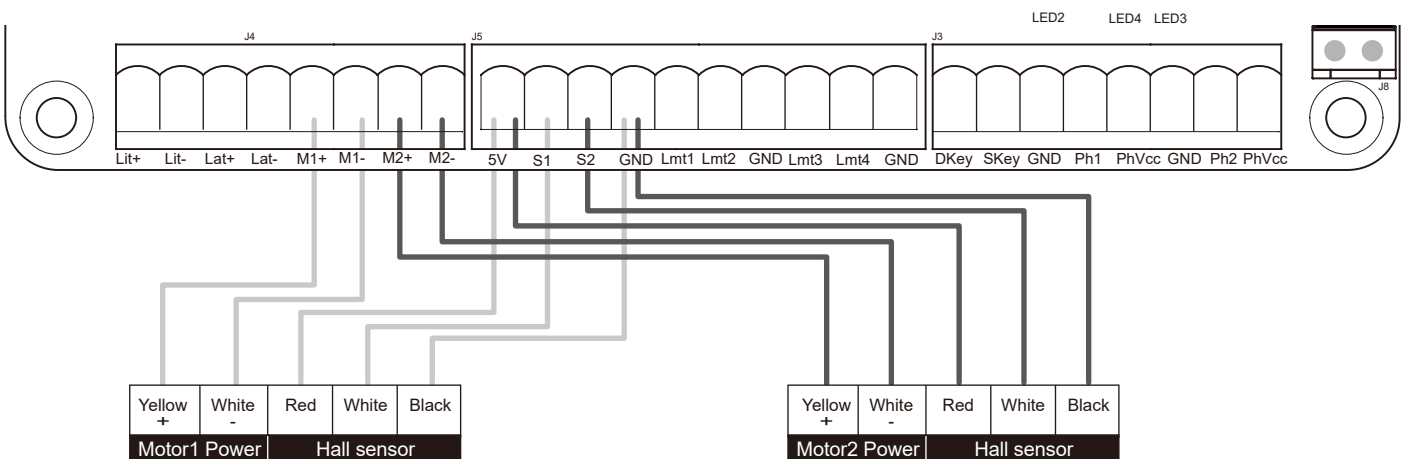 LED2 LED4 LED3
J4 J5 J3
J8
Lit+ Lit- Lat+ Lat- M1+ M1- M2+ M2- 5V S1 S2 GND Lmt1 Lmt2 GND Lmt3 Lmt4 GND DKey SKey GND Ph1 PhVcc GND Ph2 PhVcc
Yellow White Red White Black Yellow White Red White Black
+ - + -
Motor1 Power Hall sensor Motor2 Power Hall sensor